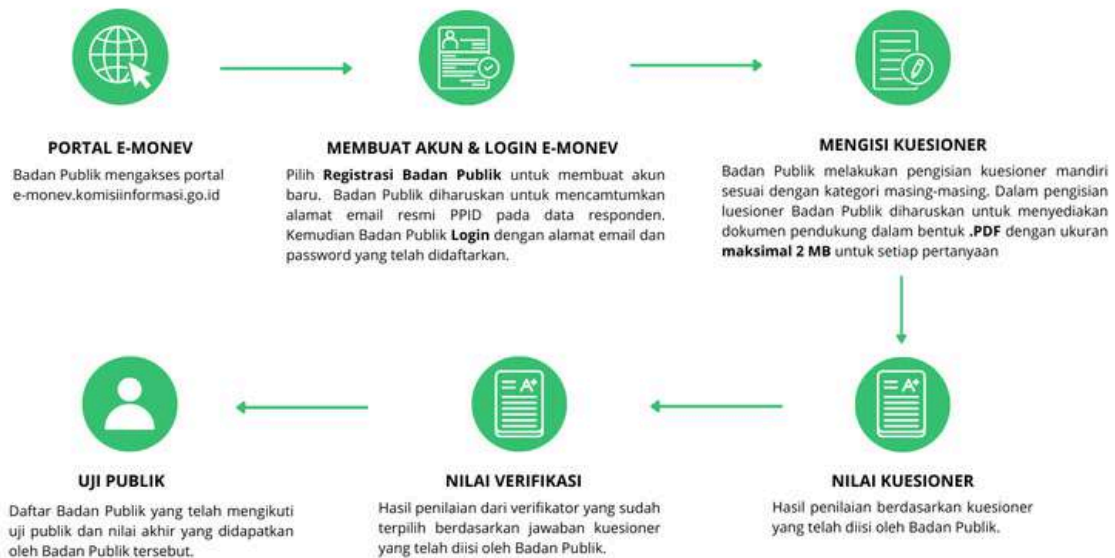 PORTAL E-MONEV
Badan Publik mengakses portal
e-monev.komisiinformasi.go.id
MEMBUAT AKUN & LOGIN E-MONEV
Pilih Registrasi Badan Publik untuk membuat akun
baru. Badan Publik diharuskan untuk mencamtumkan
alamat email resmi PPID pada data responden.
Kemudian Badan Publik Login dengan alamat email dan
password yang telah didaftarkan.
MENGISI KUESIONER
Badan Publik melakukan pengisian kuesioner mandiri
sesuai dengan kategori masing-masing. Dalam pengisian
luesioner Badan Publik diharuskan untuk menyediakan
dokumen pendukung dalam bentuk .PDF dengan ukuran
maksimal 2 MB untuk setiap pertanyaan
A+
NILAI KUESIONER
Hasil penilaian berdasarkan kuesioner
yang telah diisi oleh Badan Publik.
A+
NILAI VERIFIKASI
Hasil penilaian dari verifikator yang sudah
terpilih berdasarkan jawaban kuesioner
yang telah diisi oleh Badan Publik.
UJI PUBLIK
Daftar Badan Publik yang telah mengikuti
uji publik dan nilai akhir yang didapatkan
oleh Badan Publik tersebut.